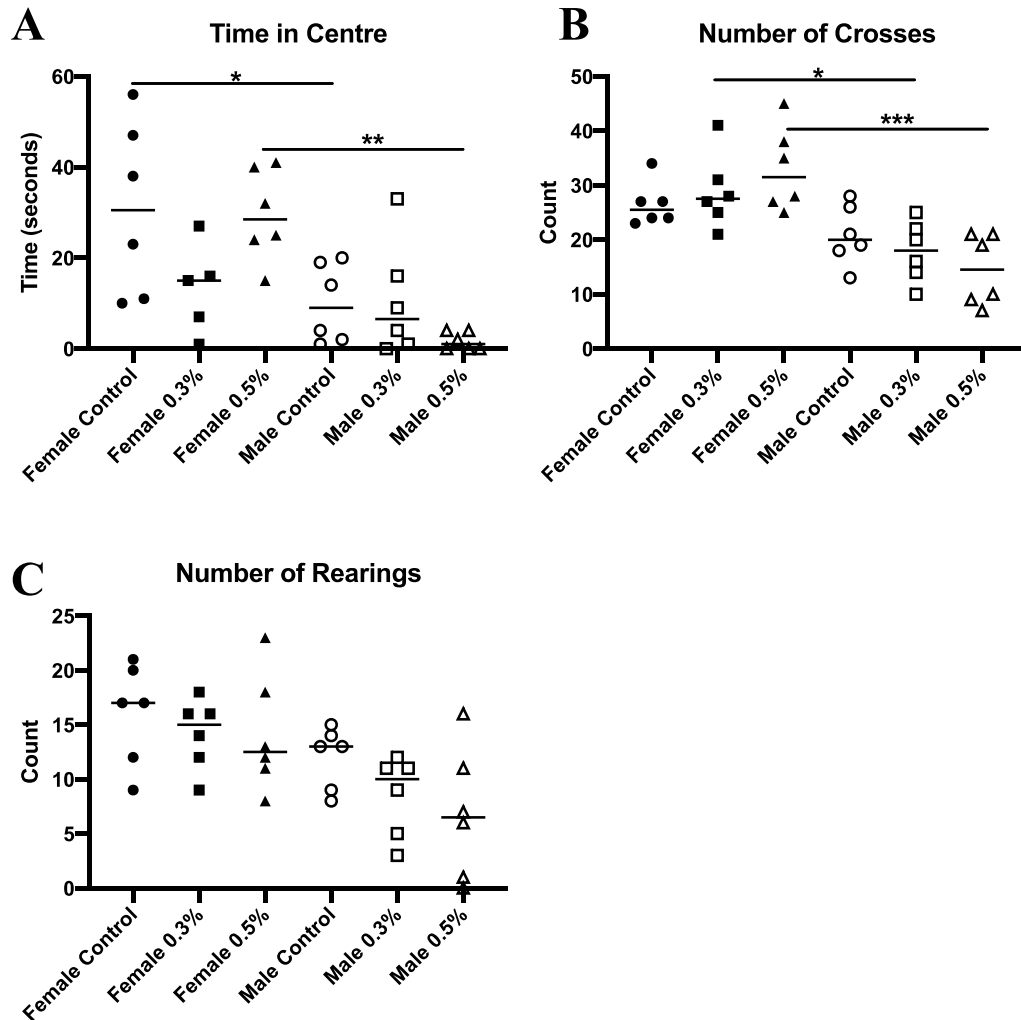 A
Time in Centre
Time (seconds)
60
40
20
0
*
**
Female Control
Female 0.3%
Female 0.5%
Male Control
Male 0.3%
Male 0.5%
B
Number of Crosses
Count
50
40
30
20
10
0
*
***
Female Control
Female 0.3%
Female 0.5%
Male Control
Male 0.3%
Male 0.5%
C
Number of Rearings
Count
25
20
15
10
5
0
Female Control
Female 0.3%
Female 0.5%
Male Control
Male 0.3%
Male 0.5%